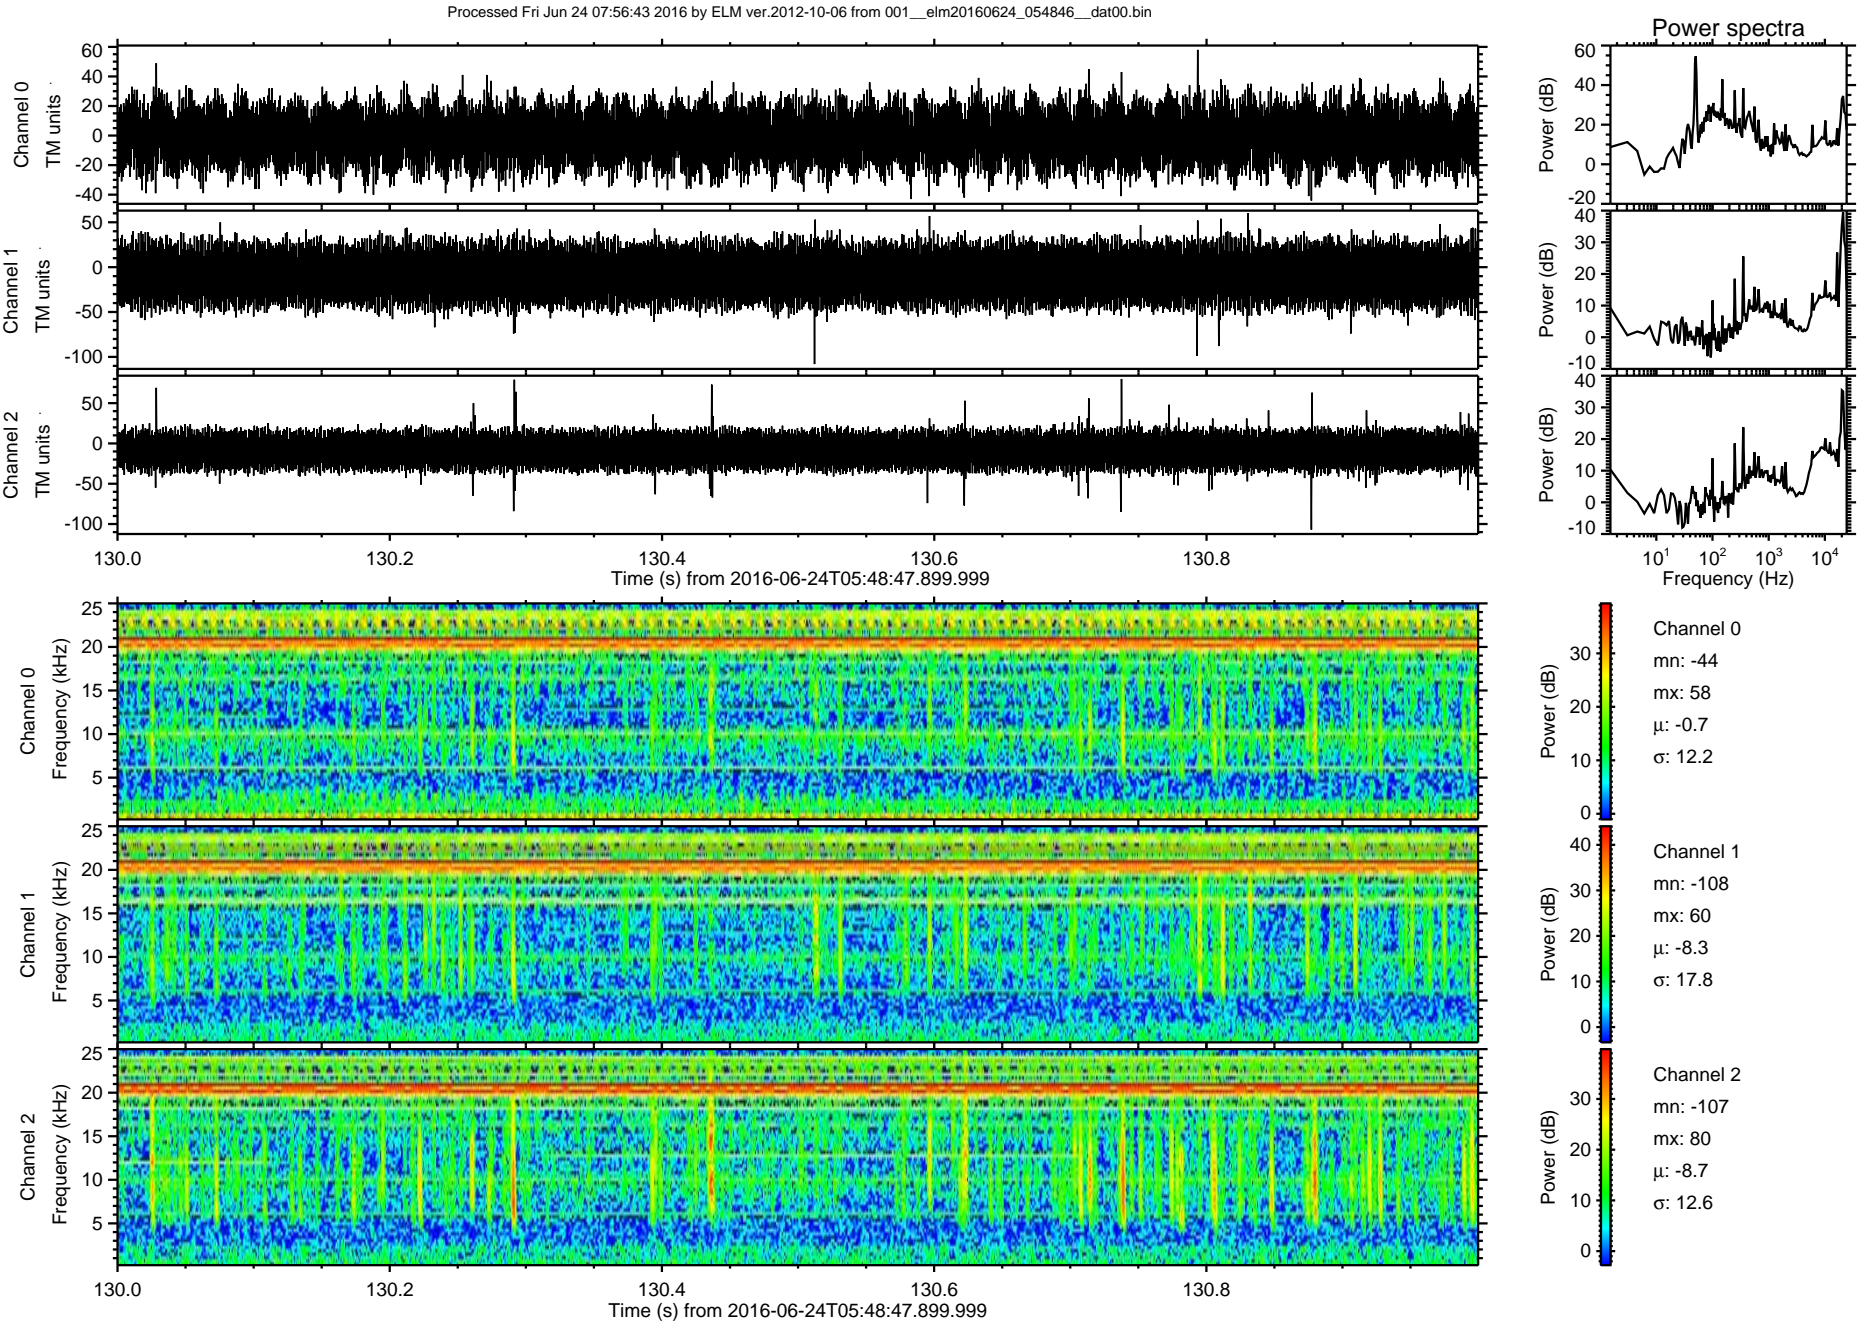 Processed Fri Jun 24 07:56:43 2016 by ELM ver.2012-10-06 from 001__elm20160624_054846__dat00.bin
Power spectra
Channel 0
TM units
60
40
20
0
-20
-40
Power (dB)
60
40
20
0
-20
Channel 1
TM units
50
0
-50
-100
Power (dB)
40
30
20
10
0
-10
Channel 2
TM units
50
0
-50
-100
Power (dB)
40
30
20
10
0
-10
130.0 130.2 130.4 130.6 130.8
Time (s) from 2016-06-24T05:48:47.899.999
10^1 10^2 10^3 10^4
Frequency (Hz)
Channel 0
Frequency (kHz)
25
20
15
10
5
Power (dB)
30
20
10
0
Channel 0
mn: -44
mx: 58
μ: -0.7
σ: 12.2
Channel 1
Frequency (kHz)
25
20
15
10
5
Power (dB)
40
30
20
10
0
Channel 1
mn: -108
mx: 60
μ: -8.3
σ: 17.8
Channel 2
Frequency (kHz)
25
20
15
10
5
Power (dB)
30
20
10
0
Channel 2
mn: -107
mx: 80
μ: -8.7
σ: 12.6
130.0 130.2 130.4 130.6 130.8
Time (s) from 2016-06-24T05:48:47.899.999